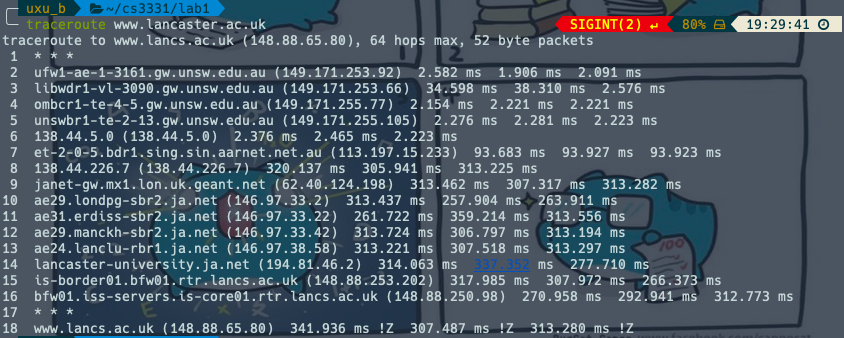 uxu_b ~/cs3331/lab1
traceroute www.lancaster.ac.uk SIGINT(2) ↵ 80% 19:29:41
traceroute to www.lancs.ac.uk (148.88.65.80), 64 hops max, 52 byte packets
1 * * *
2 ufw1-ae-1-3161.gw.unsw.edu.au (149.171.253.92) 2.582 ms 1.906 ms 2.091 ms
3 libwdr1-vl-3090.gw.unsw.edu.au (149.171.253.66) 34.598 ms 38.310 ms 2.576 ms
4 ombcr1-te-4-5.gw.unsw.edu.au (149.171.255.77) 2.154 ms 2.221 ms 2.221 ms
5 unswbr1-te-2-13.gw.unsw.edu.au (149.171.255.105) 2.276 ms 2.281 ms 2.223 ms
6 138.44.5.0 (138.44.5.0) 2.376 ms 2.465 ms 2.223 ms
7 et-2-0-5.bdr1.sing.sin.aarnet.net.au (113.197.15.233) 93.683 ms 93.927 ms 93.923 ms
8 138.44.226.7 (138.44.226.7) 320.137 ms 305.941 ms 313.225 ms
9 janet-gw.mx1.lon.uk.geant.net (62.40.124.198) 313.462 ms 307.317 ms 313.282 ms
10 ae29.londpg-sbr2.ja.net (146.97.33.2) 313.437 ms 257.904 ms 263.911 ms
11 ae31.erdiss-sbr2.ja.net (146.97.33.22) 261.722 ms 359.214 ms 313.556 ms
12 ae29.manckh-sbr2.ja.net (146.97.33.42) 313.724 ms 306.797 ms 313.194 ms
13 ae24.lanclu-rbr1.ja.net (146.97.38.58) 313.221 ms 307.518 ms 313.297 ms
14 lancaster-university.ja.net (194.81.46.2) 314.063 ms 337.352 ms 277.710 ms
15 is-border01.bfw01.rtr.lancs.ac.uk (148.88.253.202) 317.985 ms 307.972 ms 266.373 ms
16 bfw01.iss-servers.is-core01.rtr.lancs.ac.uk (148.88.250.98) 270.958 ms 292.941 ms 312.773 ms
17 * * *
18 www.lancs.ac.uk (148.88.65.80) 341.936 ms !Z 307.487 ms !Z 313.280 ms !Z
100